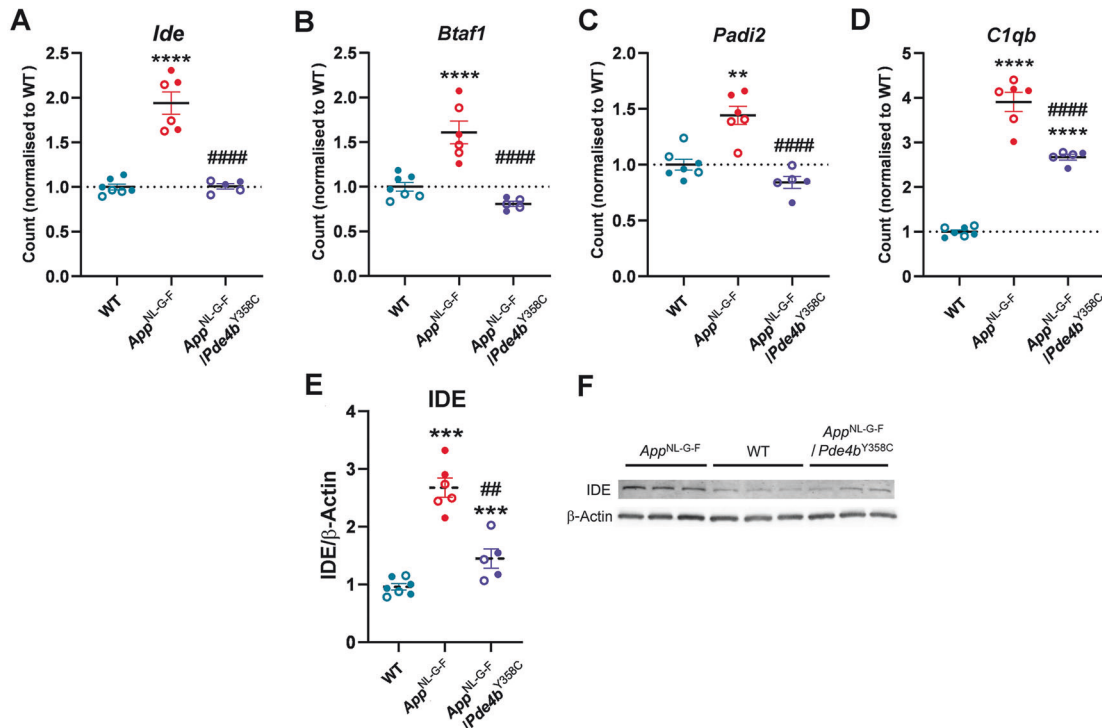 A
Ide
Count (normalised to WT)
2.5
2.0
1.5
1.0
0.5
0.0
****
####
WT
App^NL-G-F
App^NL-G-F
/Pde4b^Y358C
B
Btaf1
Count (normalised to WT)
2.5
2.0
1.5
1.0
0.5
0.0
****
####
WT
App^NL-G-F
App^NL-G-F
/Pde4b^Y358C
C
Padi2
Count (normalised to WT)
2.0
1.5
1.0
0.5
0.0
**
####
WT
App^NL-G-F
App^NL-G-F
/Pde4b^Y358C
D
C1qb
Count (normalised to WT)
5
4
3
2
1
0
****
####
****
WT
App^NL-G-F
App^NL-G-F
/Pde4b^Y358C
E
IDE
IDE/β-Actin
4
3
2
1
0
***
##
***
WT
App^NL-G-F
App^NL-G-F
/Pde4b^Y358C
F
App^NL-G-F
WT
App^NL-G-F
/ Pde4b^Y358C
IDE
β-Actin